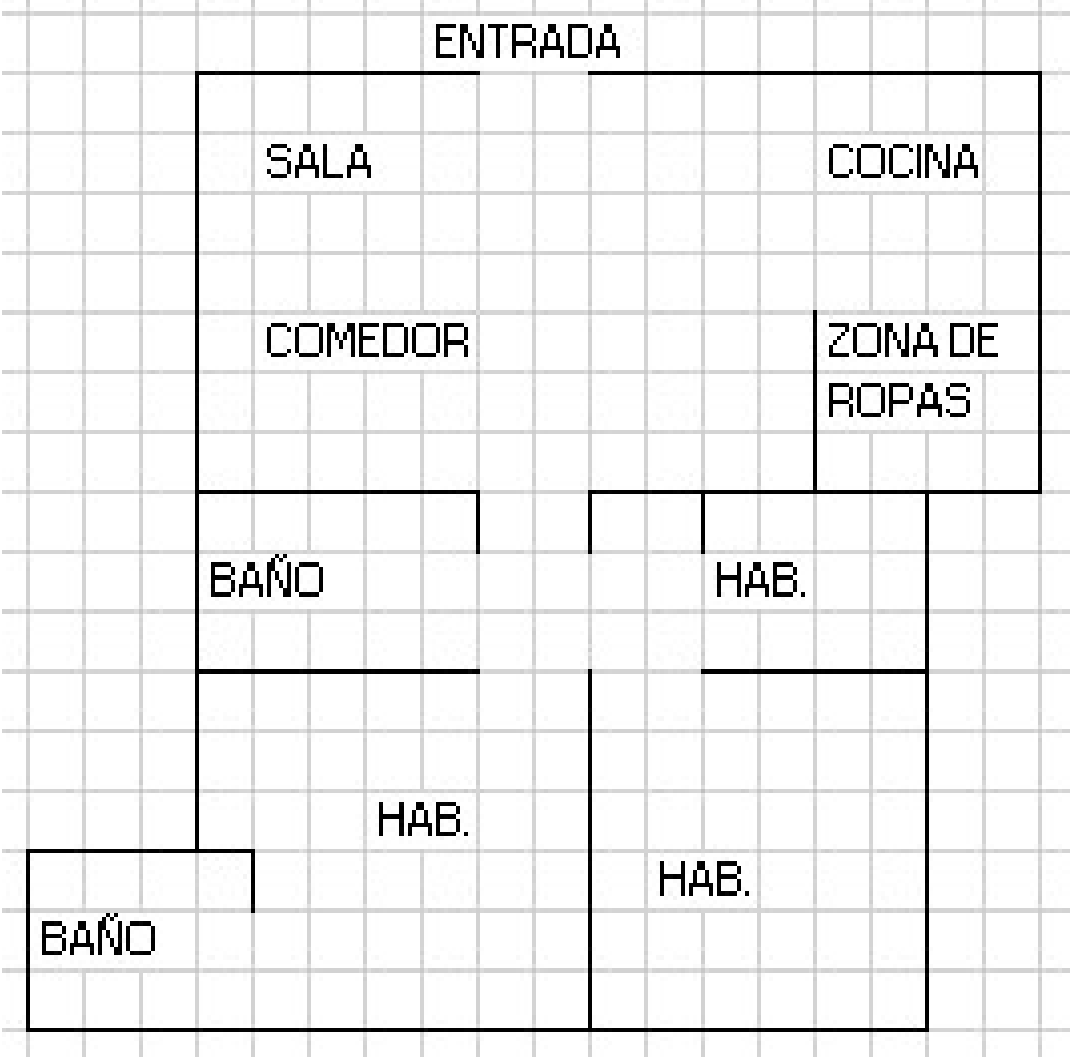 ENTRADA
SALA
COCINA
COMEDOR
ZONA DE
ROPAS
BAÑO
HAB.
HAB.
HAB.
BAÑO